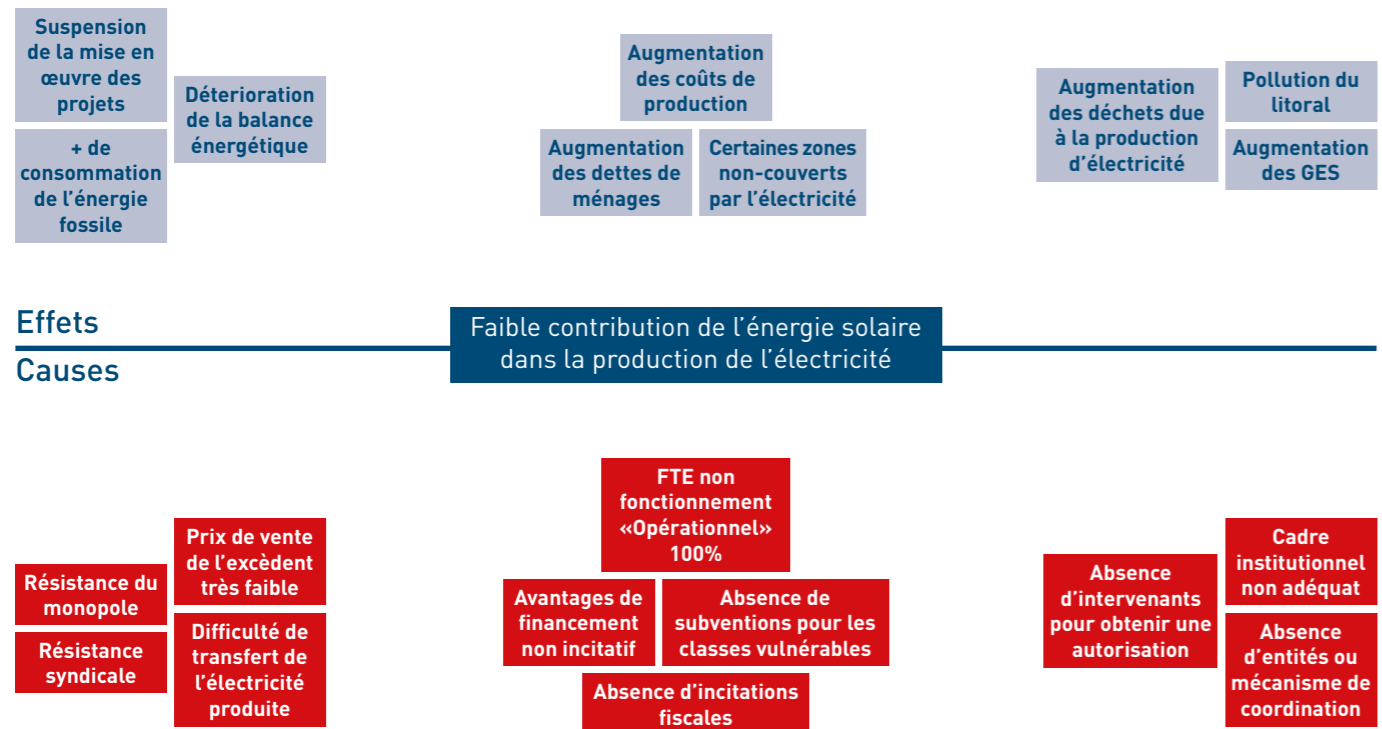 Suspension
de la mise en
œuvre des
projets
+ de
consommation
de l'énergie
fossile
Déterioration
de la balance
énergétique
Augmentation
des coûts de
production
Augmentation
des dettes de
ménages
Certaines zones
non-couverts
par l'électricité
Augmentation
des déchets due
à la production
d'électricité
Pollution du
litoral
Augmentation
des GES
Effets
Causes
Faible contribution de l'énergie solaire
dans la production de l'électricité
Résistance du
monopole
Résistance
syndicale
Prix de vente
de l'excèdent
très faible
Difficulté de
transfert de
l'électricité
produite
FTE non
fonctionnement
«Opérationnel»
100%
Avantages de
financement
non incitatif
Absence de
subventions pour les
classes vulnérables
Absence d'incitations
fiscales
Absence
d'intervenants
pour obtenir une
autorisation
Cadre
institutionnel
non adéquat
Absence
d'entités ou
mécanisme de
coordination